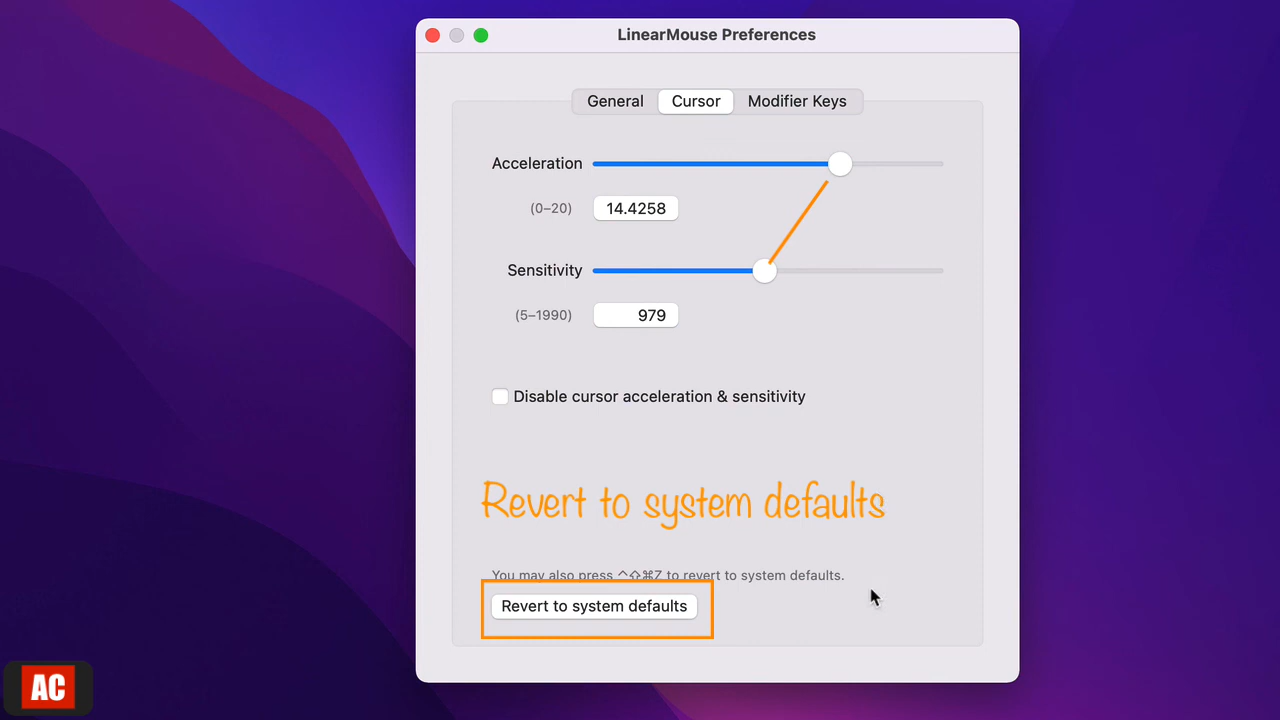 LinearMouse Preferences
General Cursor Modifier Keys
Acceleration
(0–20) 14.4258
Sensitivity
(5–1990) 979
Disable cursor acceleration & sensitivity
Revert to system defaults
You may also press ^⇧⌘Z to revert to system defaults.
Revert to system defaults
AC